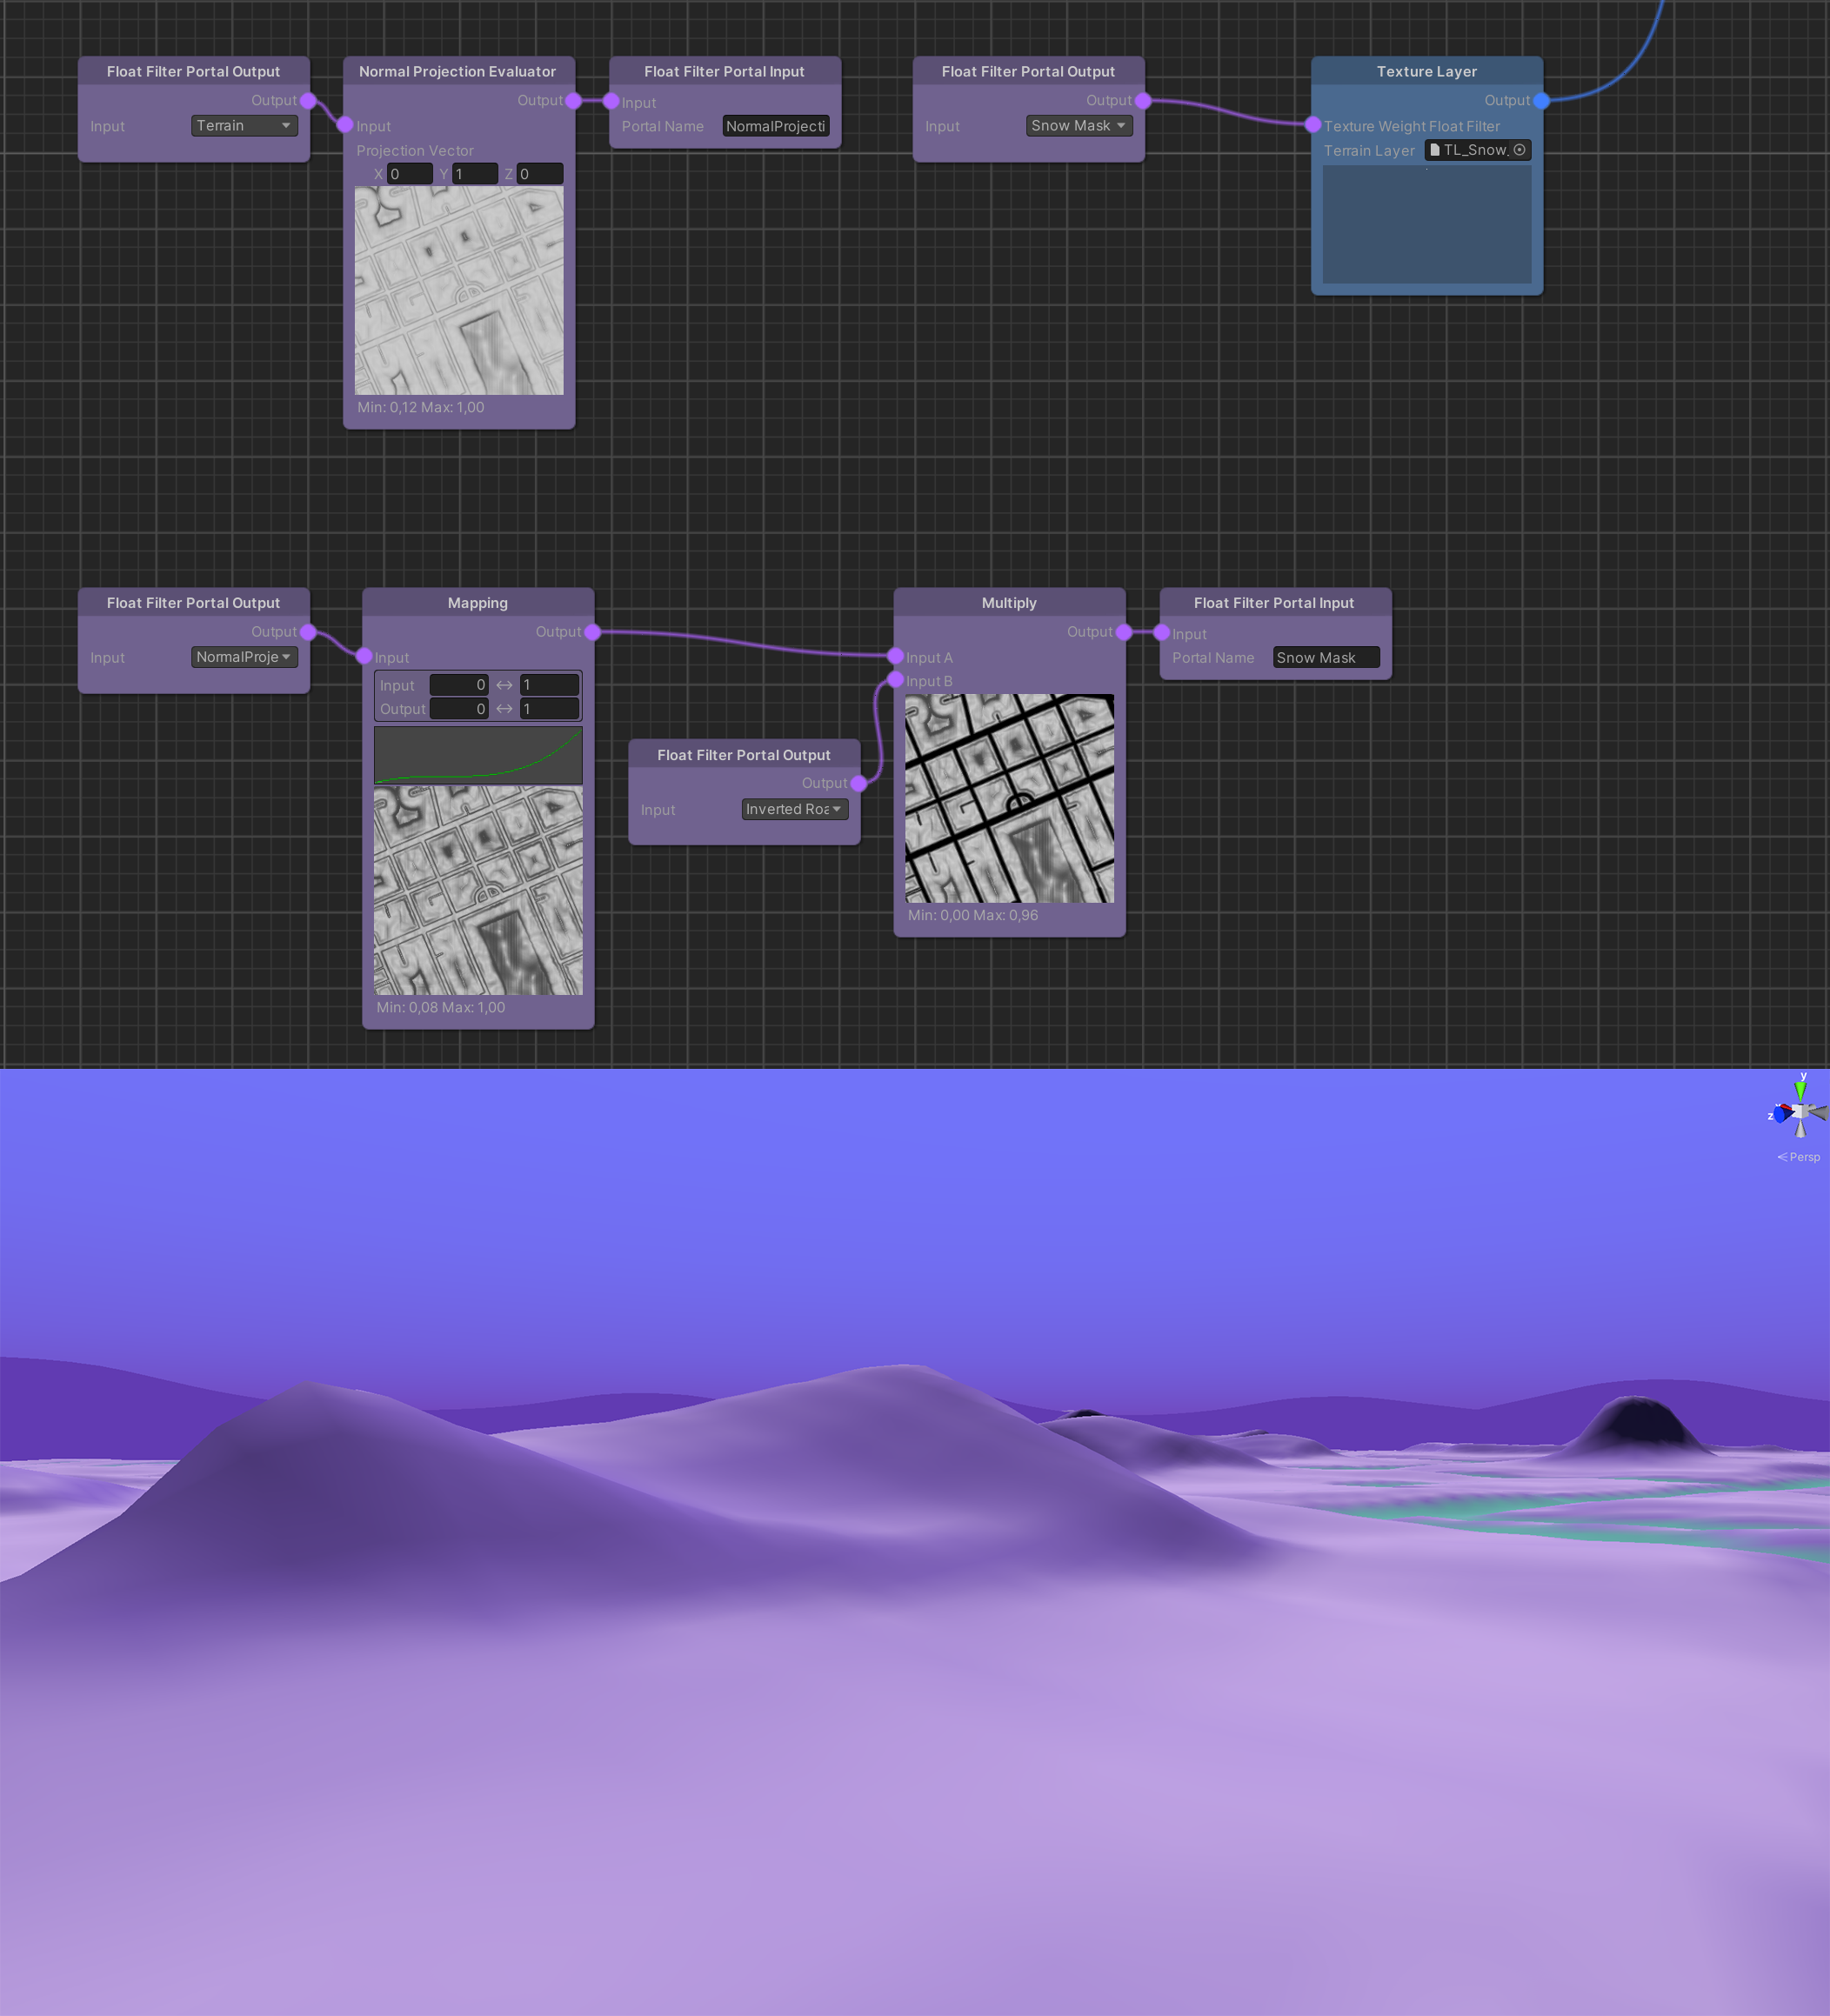 Float Filter Portal Output
Output
Input Terrain
Normal Projection Evaluator
Output
Input
Projection Vector
X 0 Y 1 Z 0
Min: 0,12 Max: 1,00
Float Filter Portal Input
Input
Portal Name NormalProjecti
Float Filter Portal Output
Output
Input Snow Mask
Texture Layer
Output
Texture Weight Float Filter
Terrain Layer TL_Snow_
Float Filter Portal Output
Output
Input NormalProje
Mapping
Output
Input
Input 0 ↔ 1
Output 0 ↔ 1
Min: 0,08 Max: 1,00
Float Filter Portal Output
Output
Input Inverted Roa
Multiply
Output
Input A
Input B
Min: 0,00 Max: 0,96
Float Filter Portal Input
Input
Portal Name Snow Mask
y
z
Persp